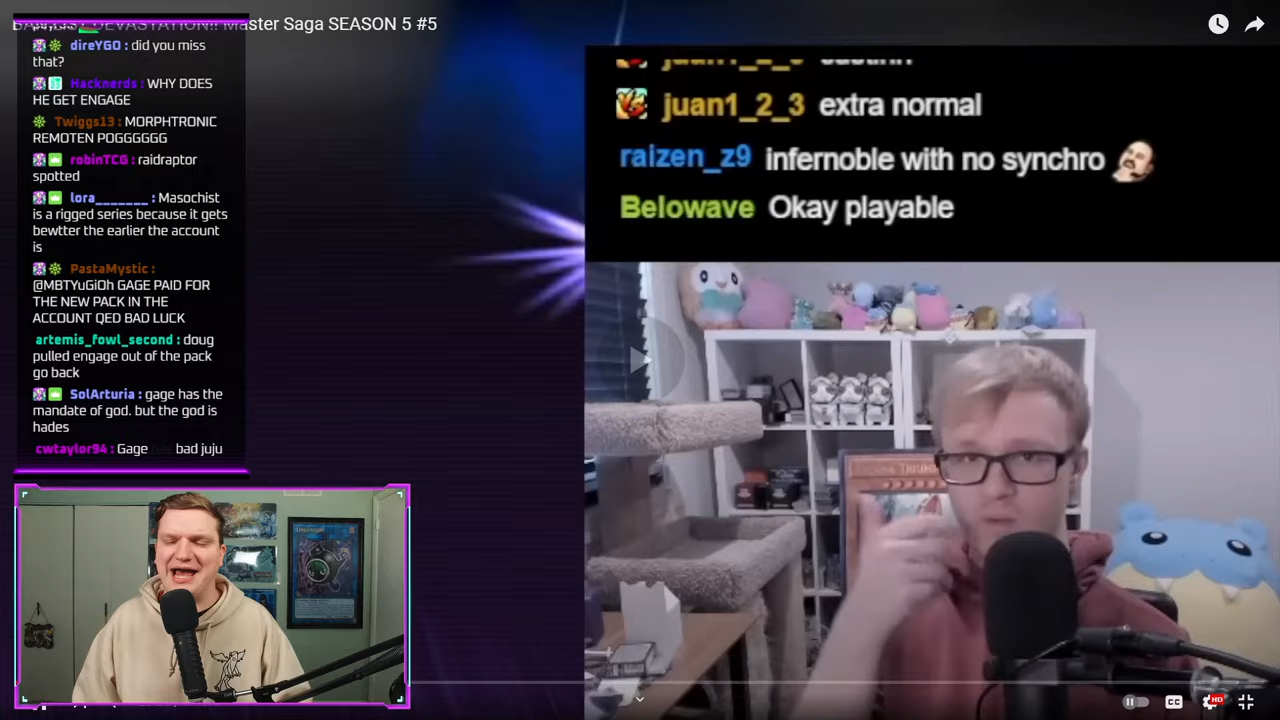 Master Saga SEASON 5 #5
direYGO : did you miss
that?
Hacknerds : WHY DOES
HE GET ENGAGE
Twiggs13 : MORPHTRONIC
REMOTEN POGGGGGG
robinTCG : raidraptor
spotted
lora_______ : Masochist
is a rigged series because it gets
bewtter the earlier the account
is
PastaMystic :
@MBTYuGiOh GAGE PAID FOR
THE NEW PACK IN THE
ACCOUNT QED BAD LUCK
artemis_fowl_second : doug
pulled engage out of the pack
go back
SolArturia : gage has the
mandate of god. but the god is
hades
cwtaylor94 : Gage bad juju
juan1_2_3 extra normal
raizen_z9 infernoble with no synchro
Belowave Okay playable
CC
HD